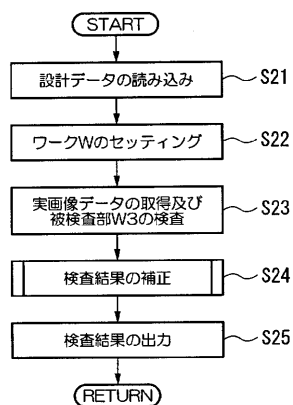 START
設計データの読み込み
S21
ワークWのセッティング
S22
実画像データの取得及び
被検査部W3の検査
S23
検査結果の補正
S24
検査結果の出力
S25
RETURN